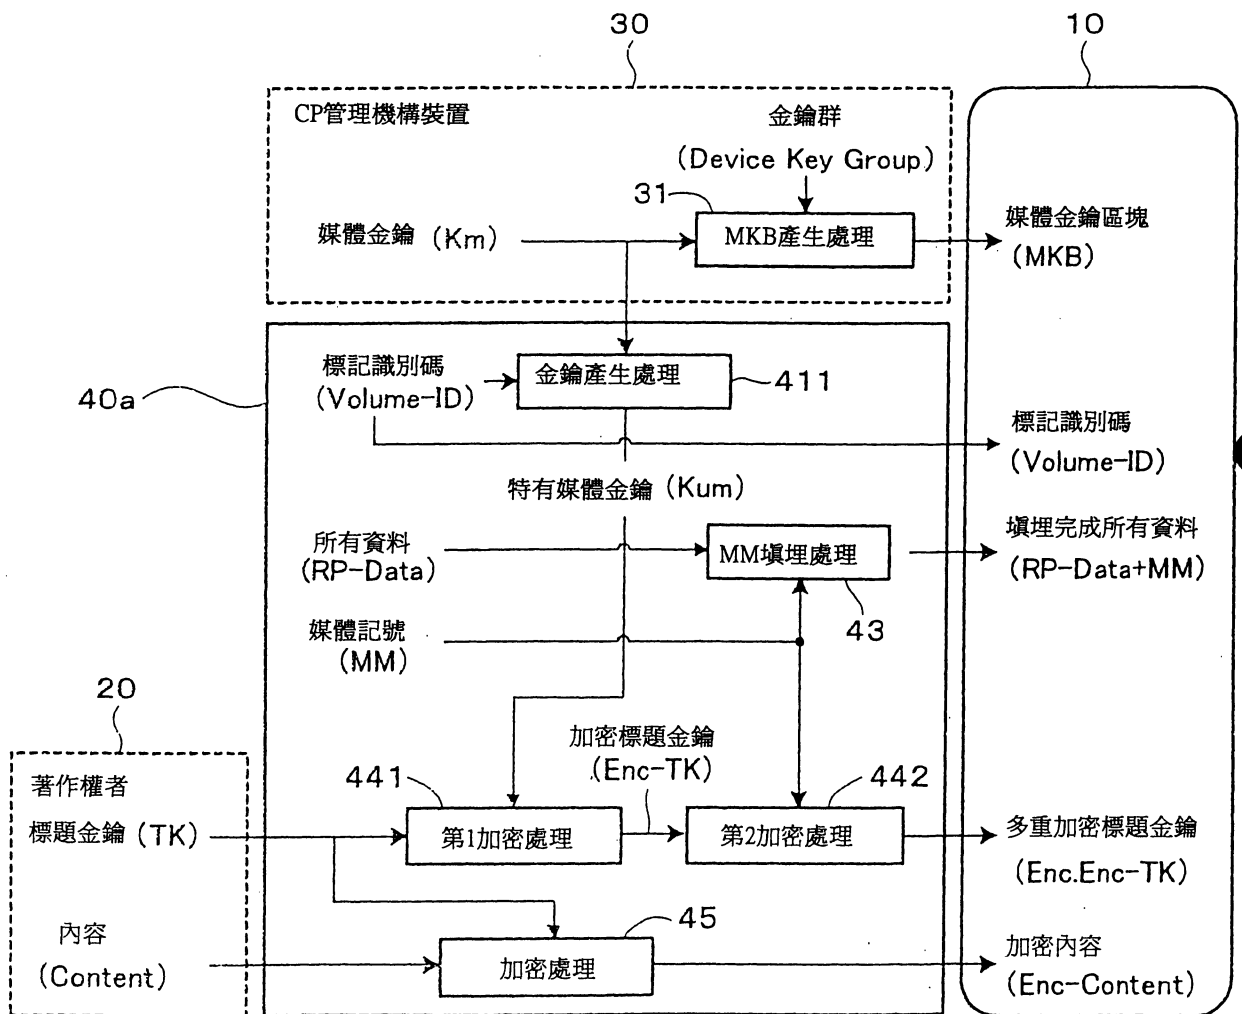 30
10
CP管理機構裝置
金鑰群
(Device Key Group)
31
媒體金鑰 (Km)
MKB產生處理
媒體金鑰區塊
(MKB)
40a
標記識別碼
(Volume-ID)
金鑰產生處理
411
標記識別碼
(Volume-ID)
特有媒體金鑰 (Kum)
所有資料
(RP-Data)
MM填埋處理
43
填埋完成所有資料
(RP-Data+MM)
媒體記號
(MM)
20
著作權者
標題金鑰 (TK)
441
第1加密處理
加密標題金鑰
(Enc-TK)
442
第2加密處理
多重加密標題金鑰
(Enc.Enc-TK)
內容
(Content)
45
加密處理
加密內容
(Enc-Content)